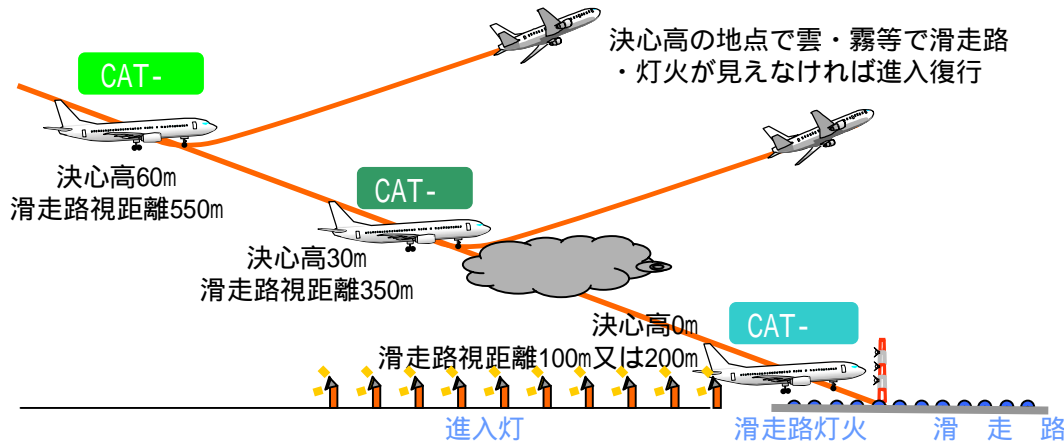 CAT-
決心高の地点で雲・霧等で滑走路
・灯火が見えなければ進入復行
決心高60m
滑走路視距離550m
CAT-
決心高30m
滑走路視距離350m
決心高0m
滑走路視距離100m又は200m
CAT-
進入灯
滑走路灯火
滑走路